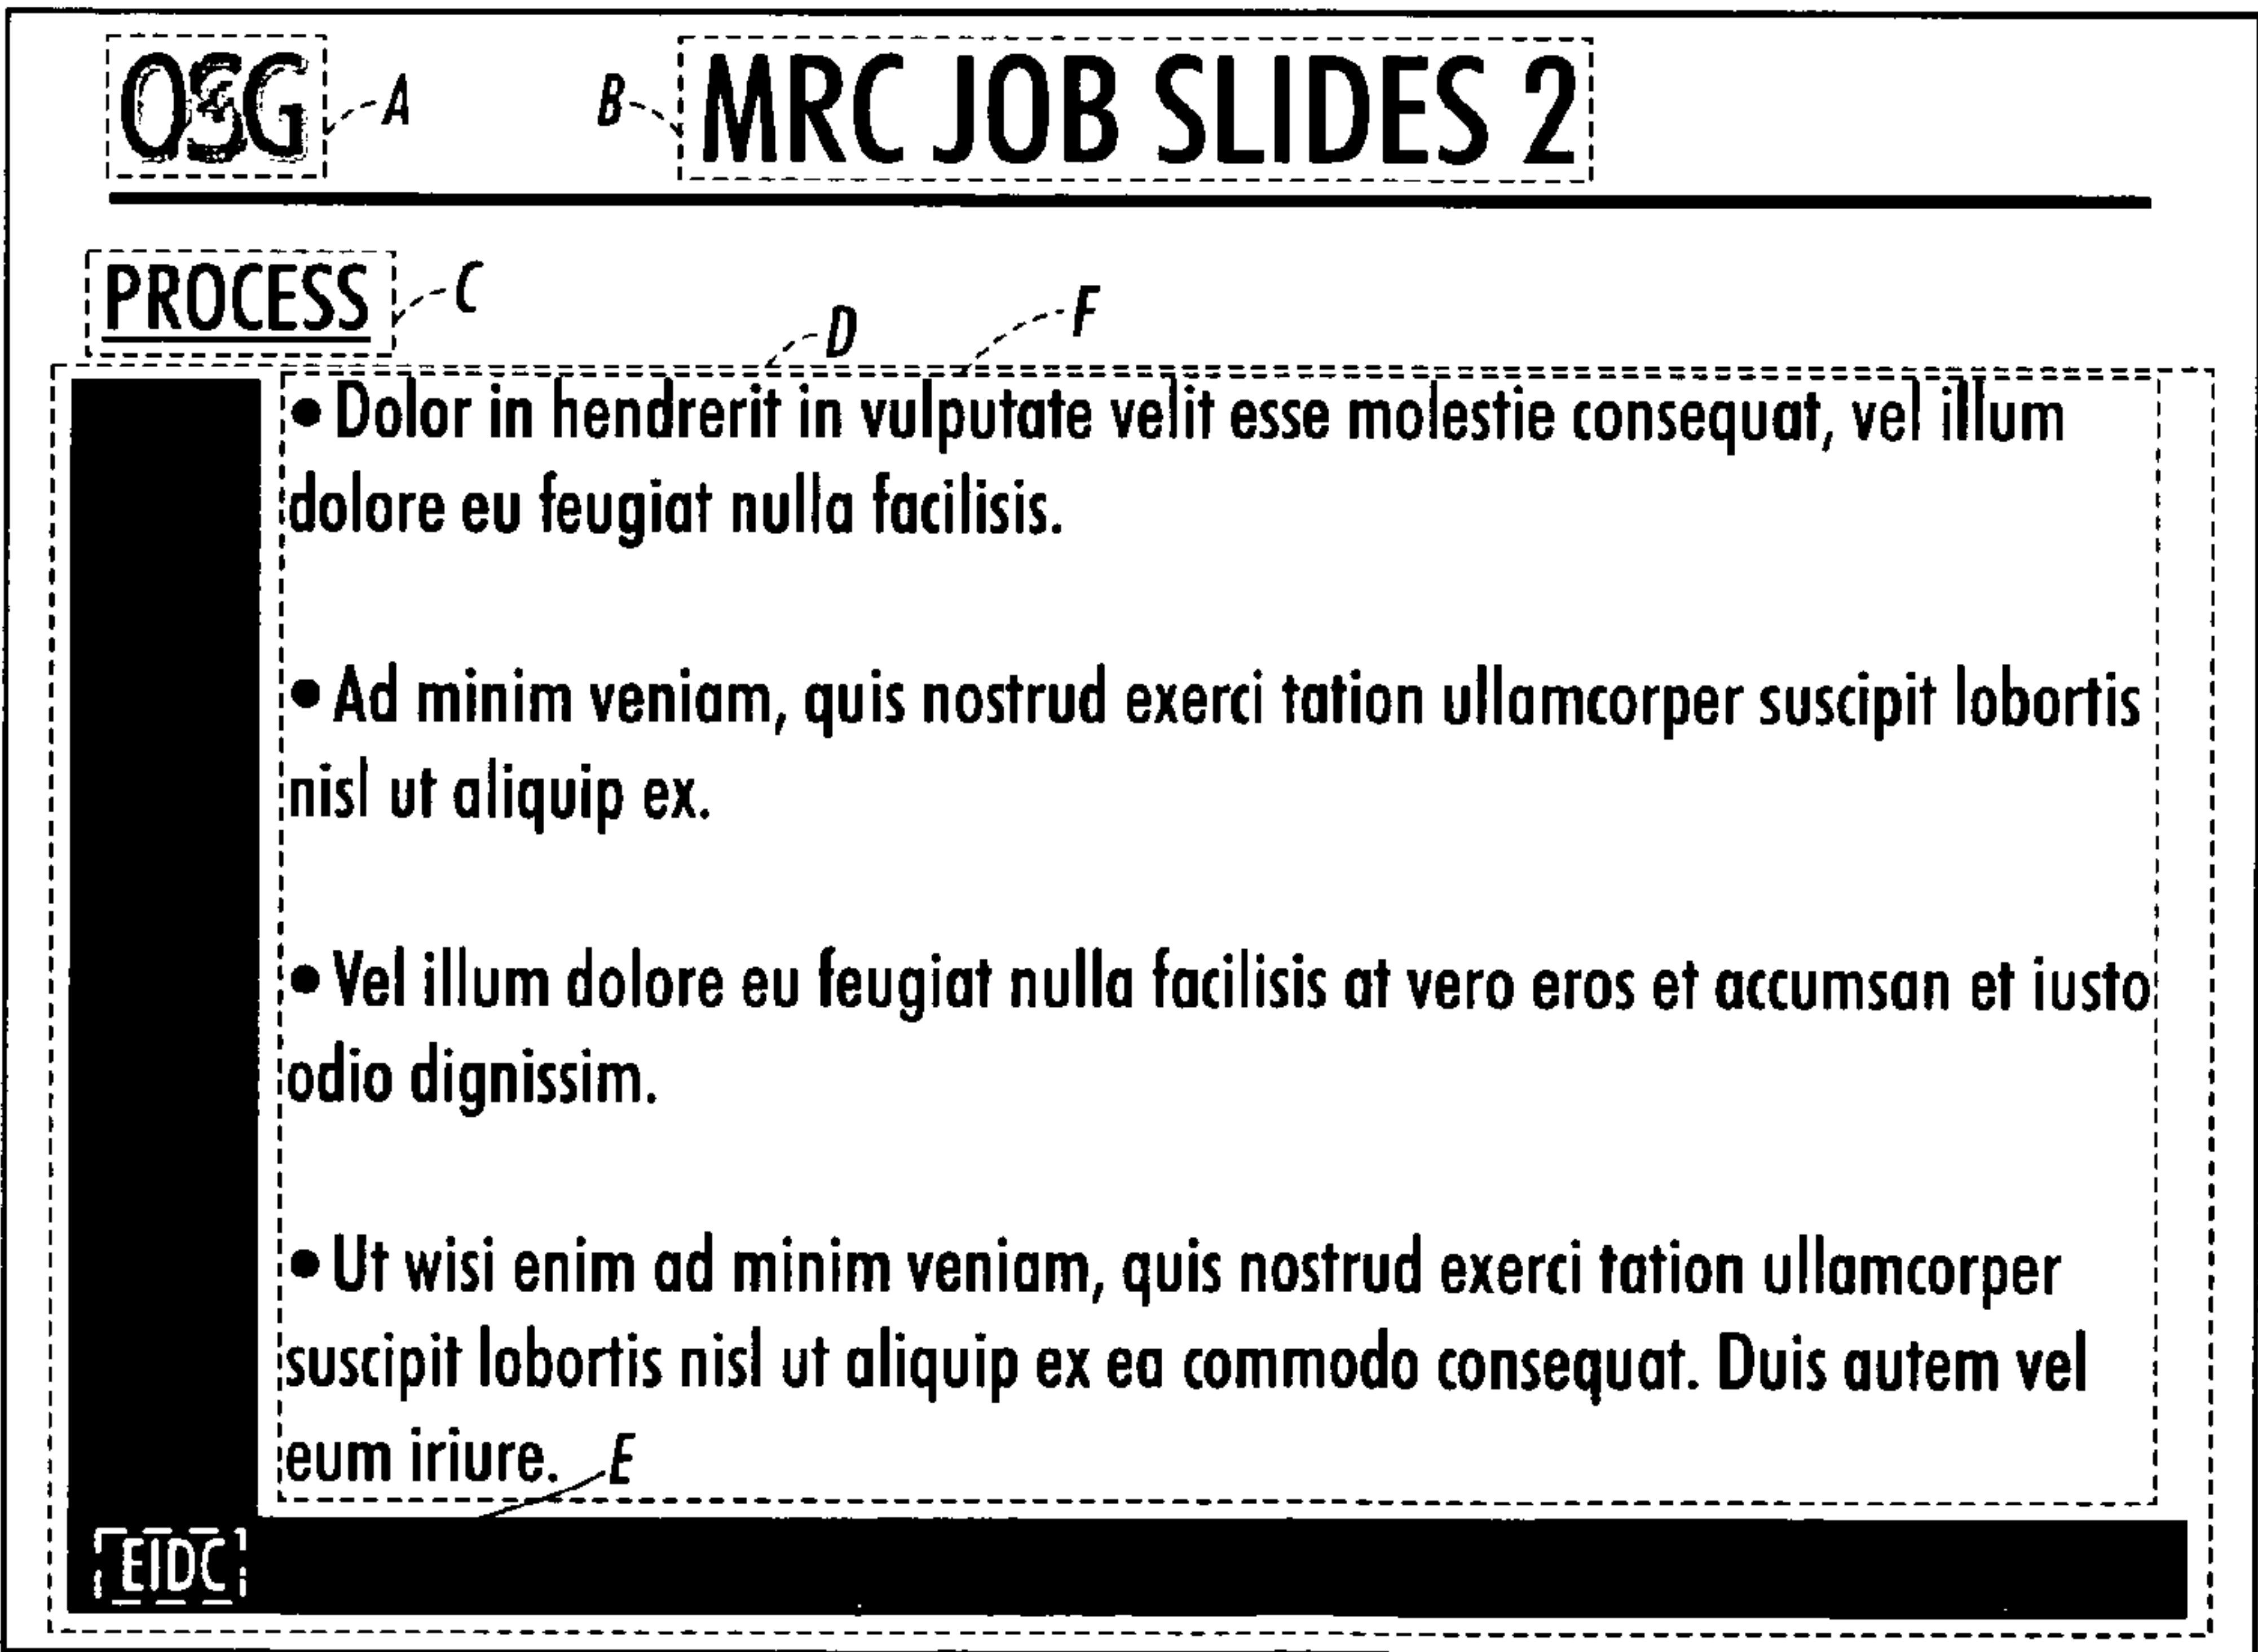 OSG A B MRC JOB SLIDES 2
PROCESS C
D F
• Dolor in hendrerit in vulputate velit esse molestie consequat, vel illum
dolore eu feugiat nulla facilisis.
• Ad minim veniam, quis nostrud exerci tation ullamcorper suscipit lobortis
nisl ut aliquip ex.
• Vel illum dolore eu feugiat nulla facilisis at vero eros et accumsan et iusto
odio dignissim.
• Ut wisi enim ad minim veniam, quis nostrud exerci tation ullamcorper
suscipit lobortis nisl ut aliquip ex ea commodo consequat. Duis autem vel
eum iriure. E
EIDC